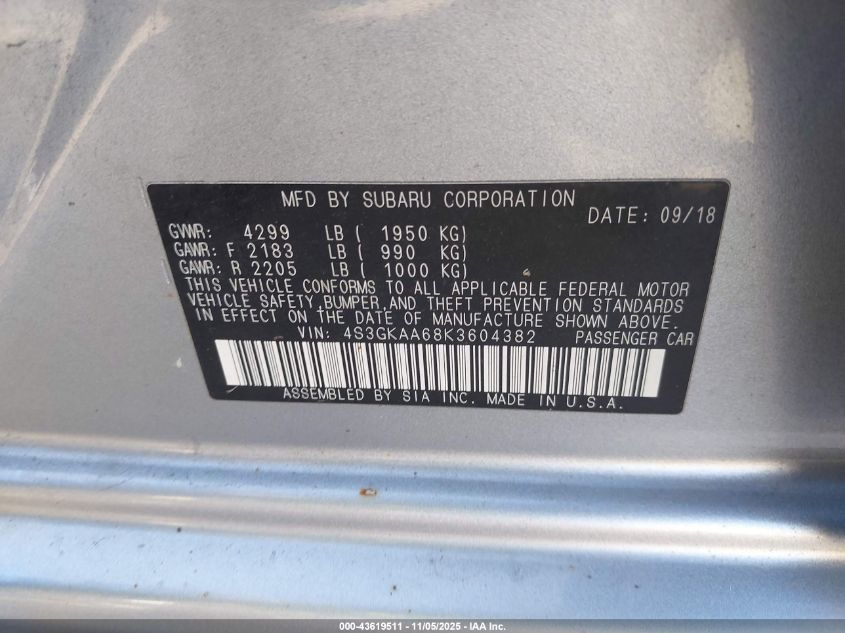 MFD BY SUBARU CORPORATION
DATE: 09/18
GVWR: 4299 LB ( 1950 KG)
GAWR: F 2183 LB ( 990 KG)
GAWR: R 2205 LB ( 1000 KG)
THIS VEHICLE CONFORMS TO ALL APPLICABLE FEDERAL MOTOR
VEHICLE SAFETY,BUMPER,AND THEFT PREVENTION STANDARDS
IN EFFECT ON THE DATE OF MANUFACTURE SHOWN ABOVE.
VIN: 4S3GKAA68K3604382 PASSENGER CAR
ASSEMBLED BY SIA INC. MADE IN U.S.A.
000-43619511 - 11/05/2025 - IAA Inc.